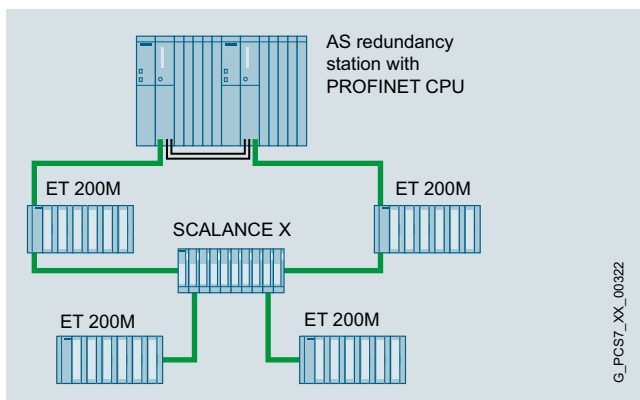 AS redundancy
station with
PROFINET CPU
ET 200M
ET 200M
SCALANCE X
ET 200M
ET 200M
G_PCS7_XX_00322